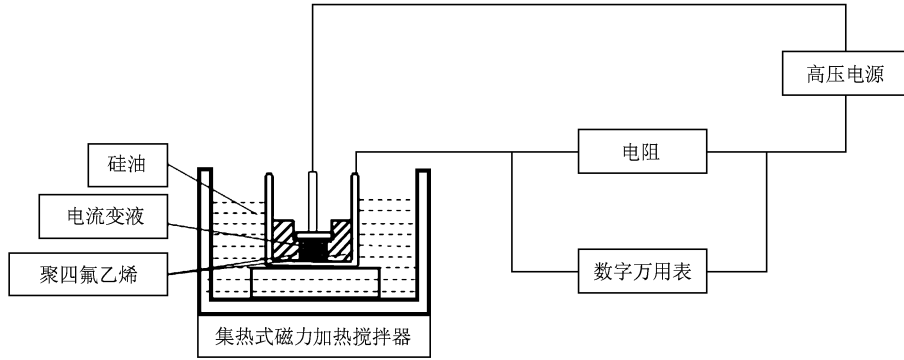 高压电源
电阻
硅油
电流变液
聚四氟乙烯
数字万用表
集热式磁力加热搅拌器